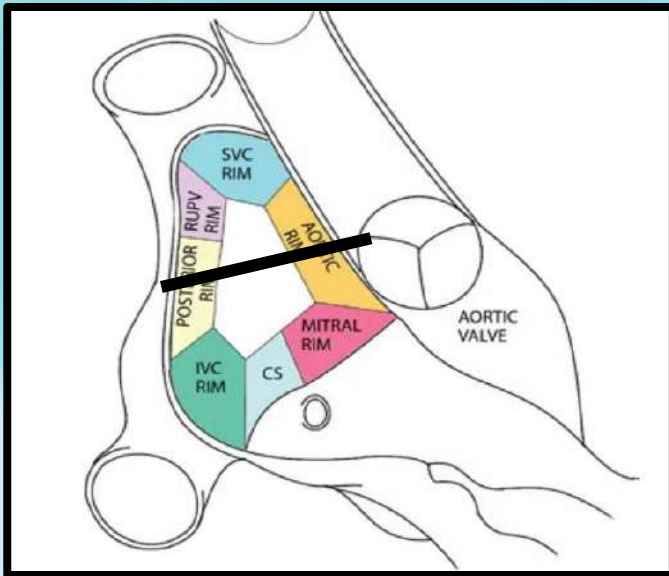 SVC
RIM
RUPV
RIM
AORTIC
RIM
POSTERIOR
RIM
AORTIC
VALVE
MITRAL
RIM
IVC
RIM
CS